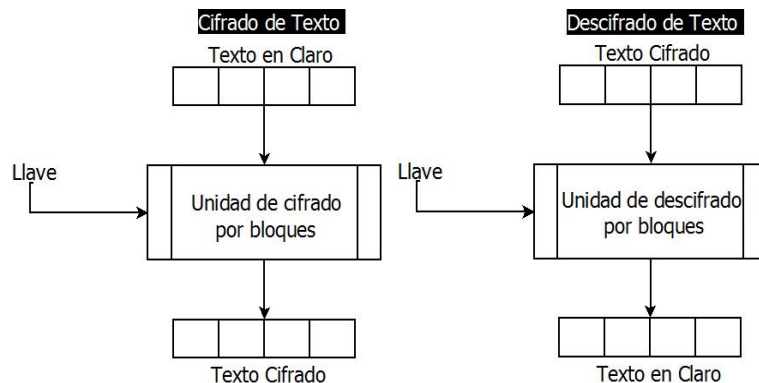 Cifrado de Texto
Texto en Claro
Llave
Unidad de cifrado
por bloques
Texto Cifrado
Descifrado de Texto
Texto Cifrado
Llave
Unidad de descifrado
por bloques
Texto en Claro